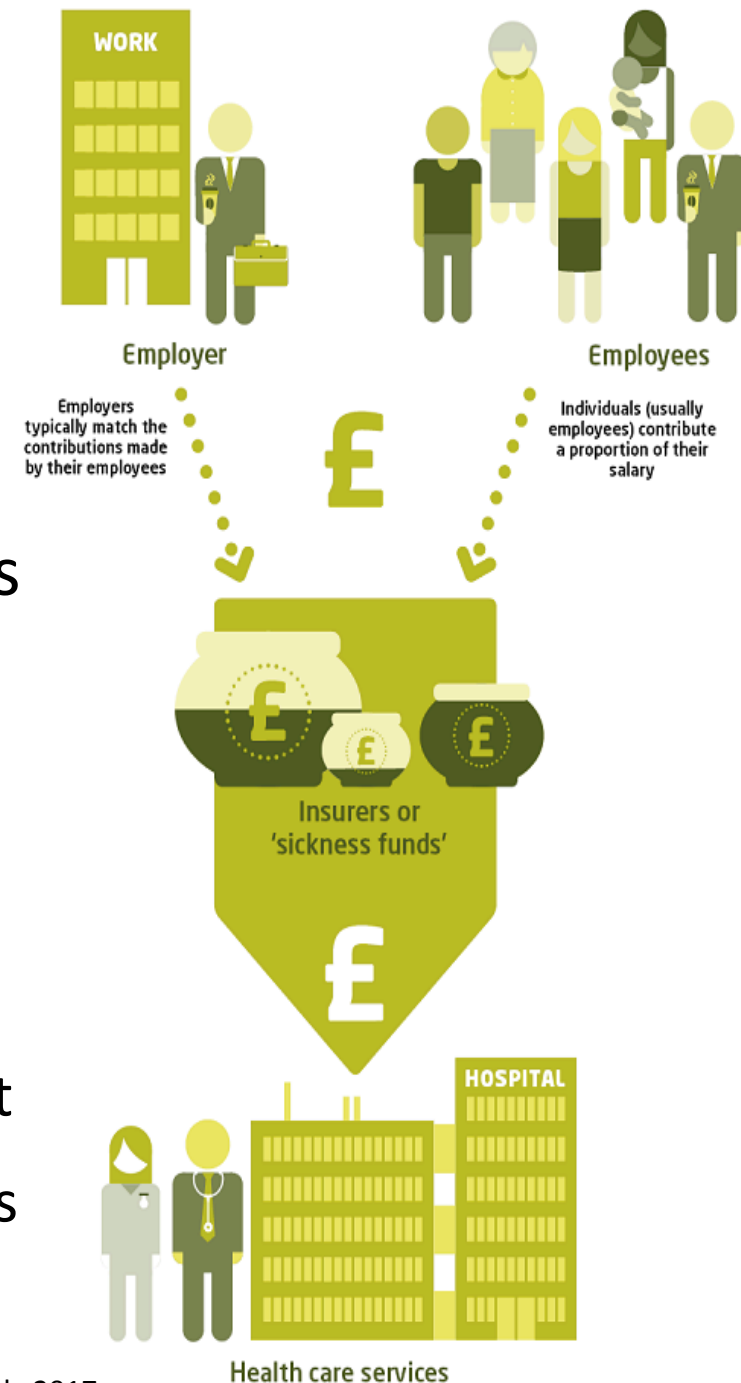 WORK
Employer
Employees
Employers
typically match the
contributions made
by their employees
£
Individuals (usually
employees) contribute
a proportion of their
salary
s
£
£
£
Insurers or
'sickness funds'
£
t
HOSPITAL
s
2017
Health care services